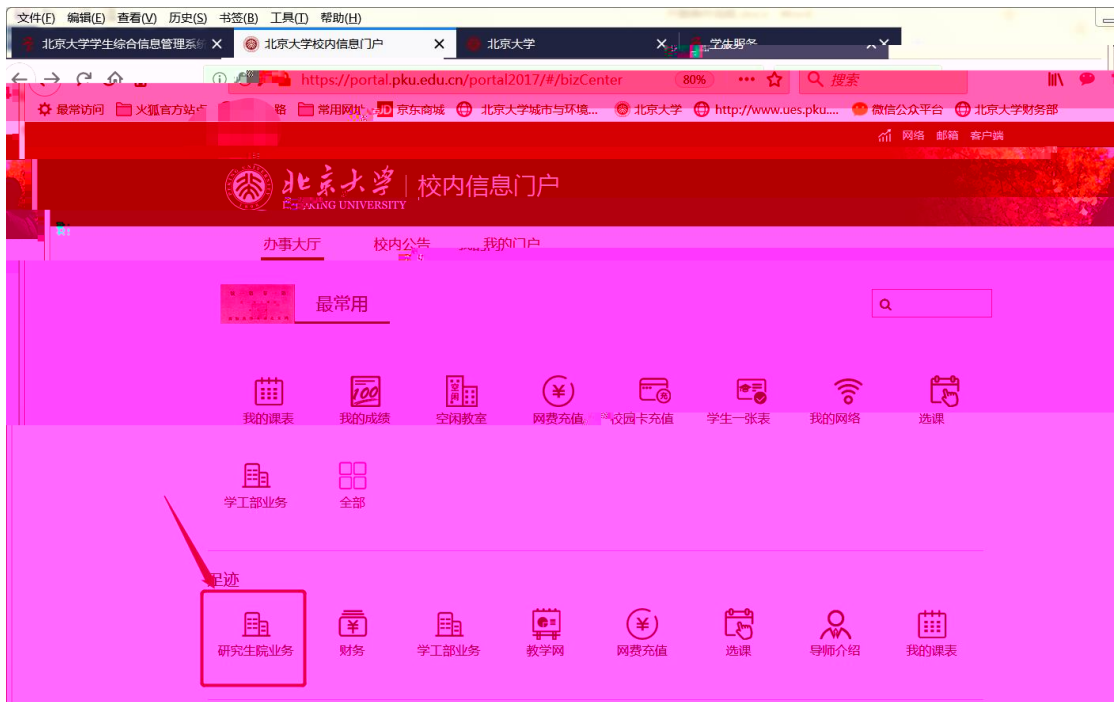 文件(F) 编辑(E) 查看(V) 历史(S) 书签(B) 工具(T) 帮助(H)
北京大学学生综合信息管理系统 北京大学校内信息门户 北京大学 学生服务
https://portal.pku.edu.cn/portal2017/#/bizCenter 80% 搜索
最常访问 火狐官方站点 常用网址 JD 京东商城 北京大学城市与环境... 北京大学 http://www.ues.pku.... 微信公众平台 北京大学财务部
网络 邮箱 客户端
北京大学 校内信息门户
PEKING UNIVERSITY
办事大厅 校内公告 我的门户
最常用
我的课表 我的成绩 空闲教室 网费充值 校园卡充值 学生一张表 我的网络 选课
学工部业务 全部
足迹
研究生院业务 财务 学工部业务 教学网 网费充值 选课 导师介绍 我的课表